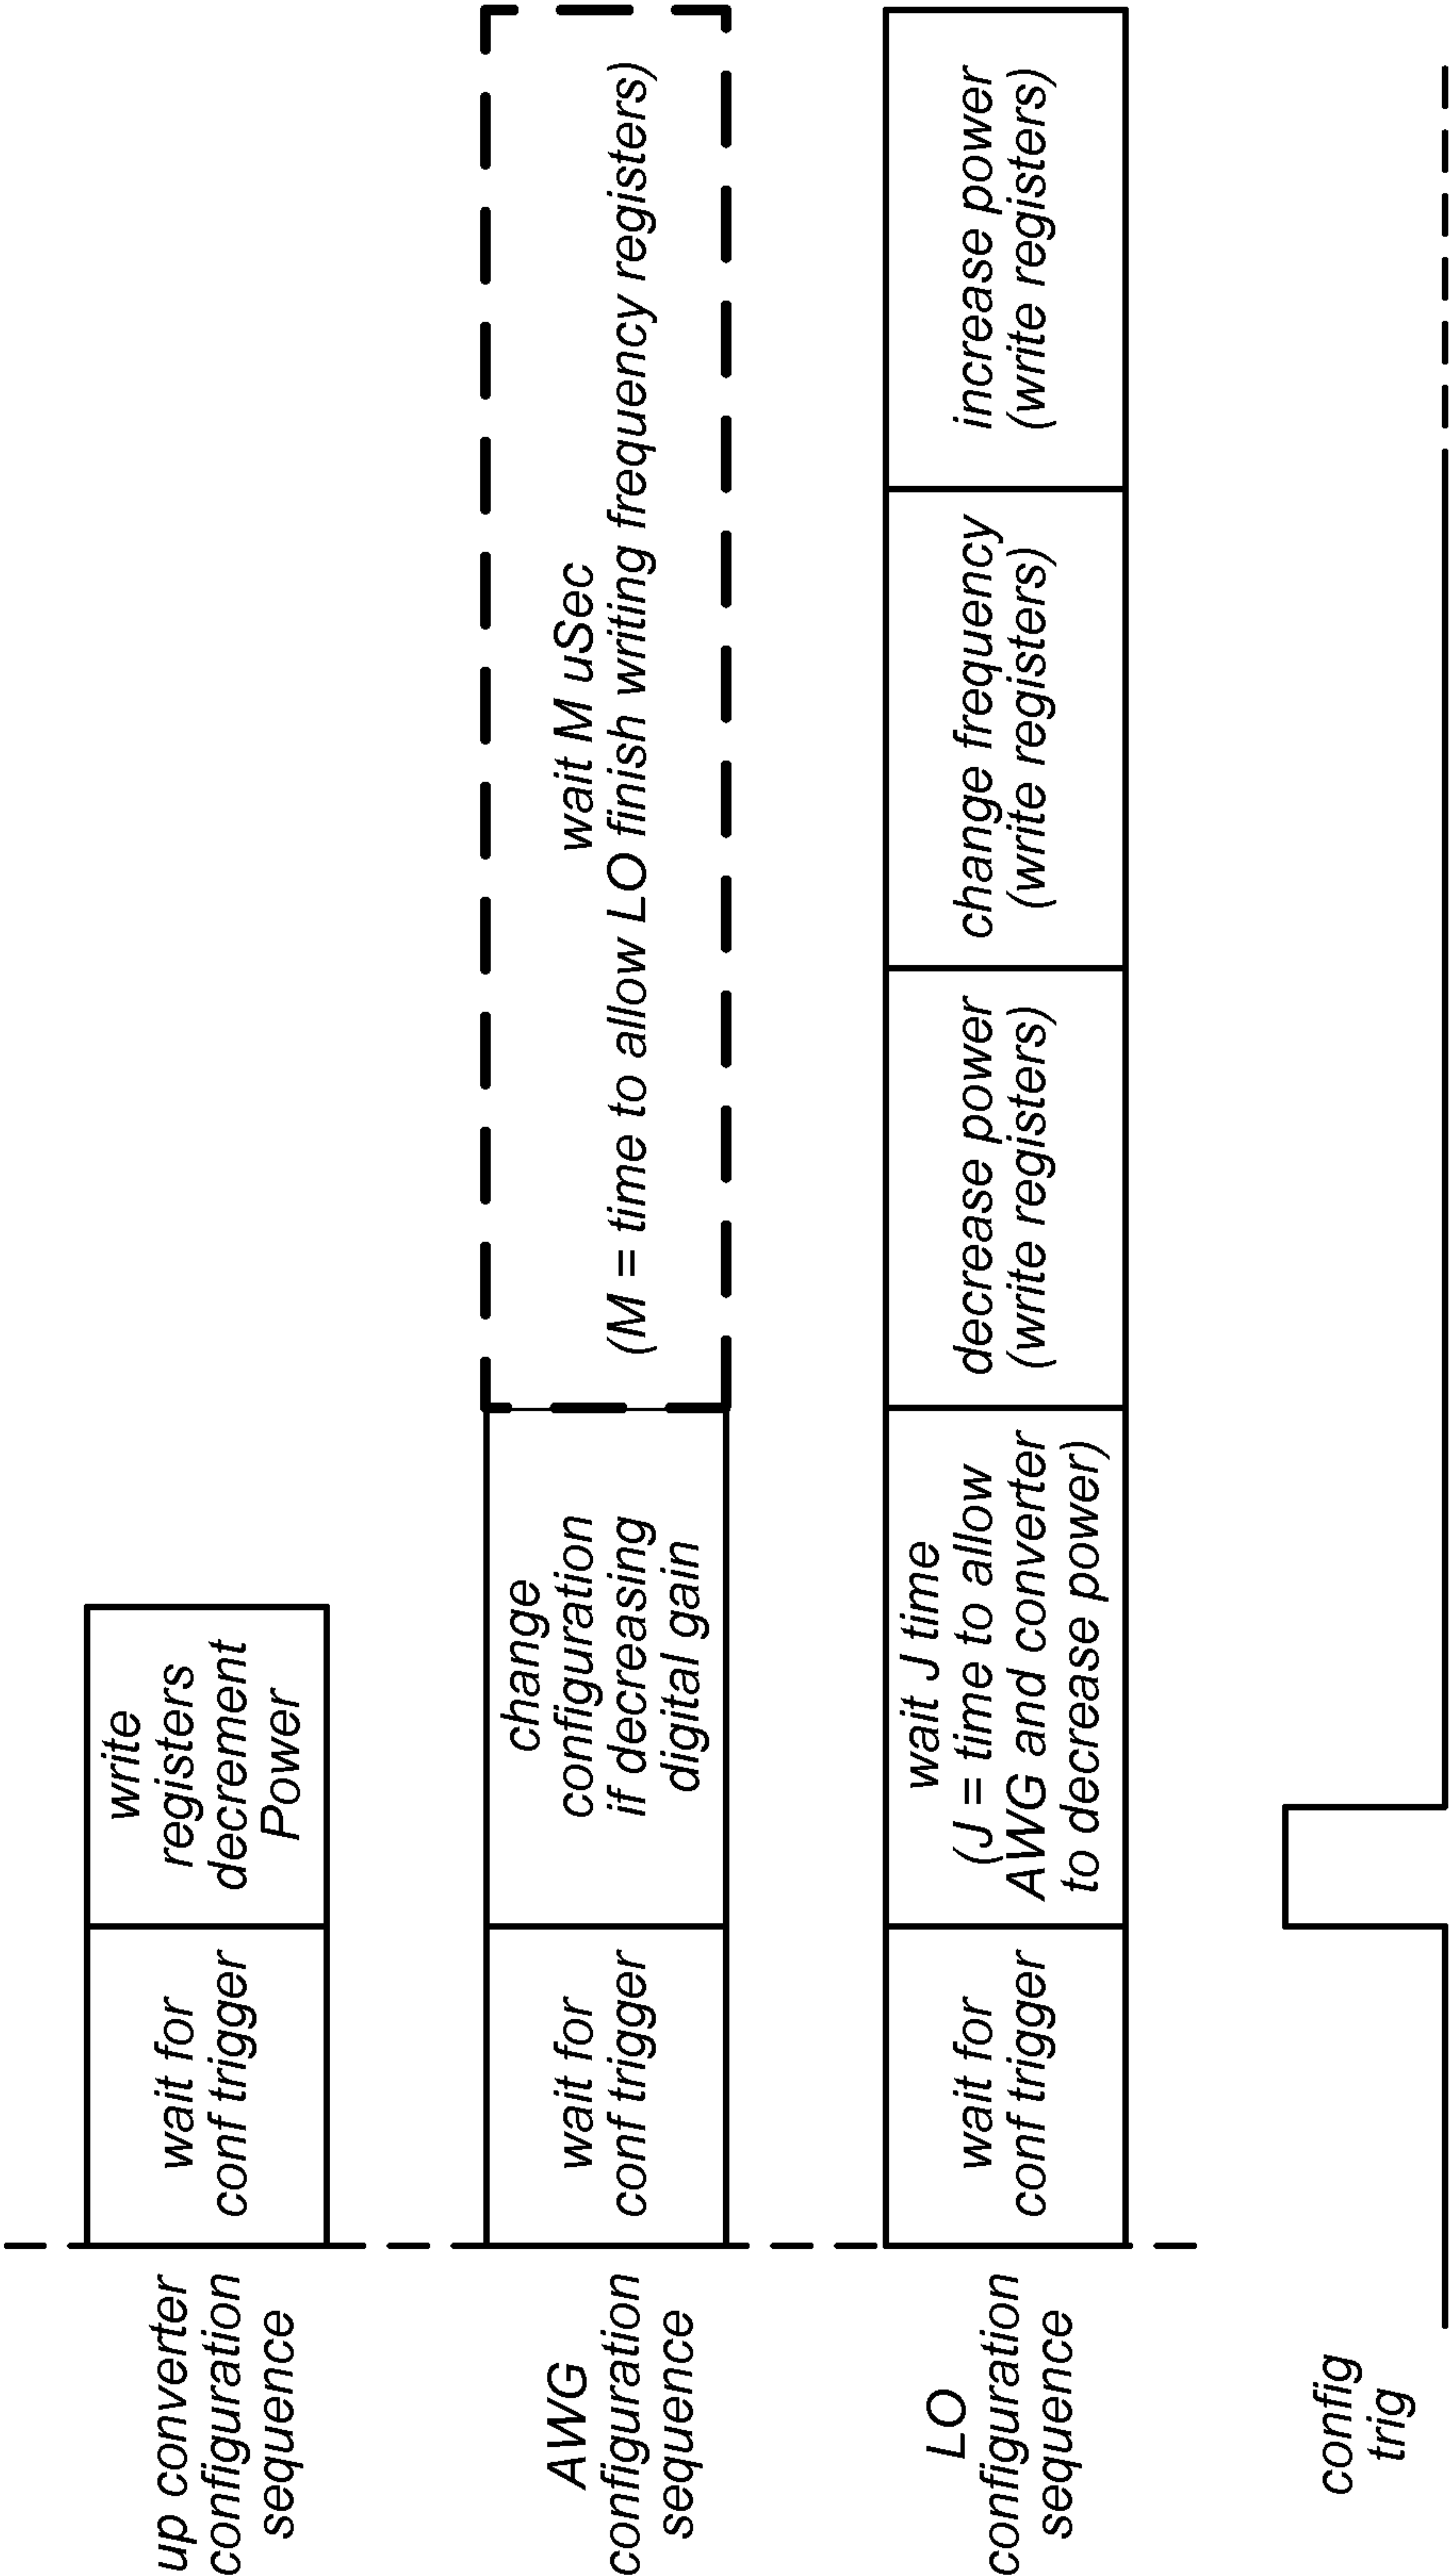 up converter
configuration
sequence
wait for
conf trigger
write
registers
decrement
Power
AWG
configuration
sequence
wait for
conf trigger
change
configuration
if decreasing
digital gain
wait M uSec
(M = time to allow LO finish writing frequency registers)
LO
configuration
sequence
wait for
conf trigger
wait J time
(J = time to allow
AWG and converter
to decrease power)
decrease power
(write registers)
change frequency
(write registers)
increase power
(write registers)
config
trig